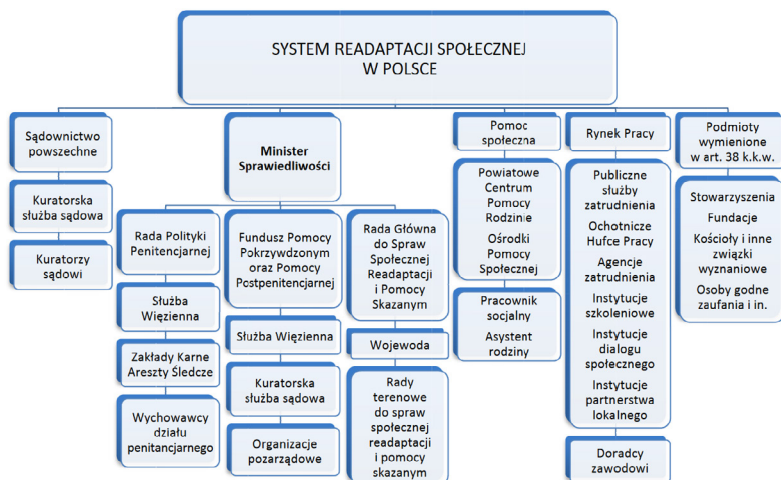 SYSTEM READAPTACJI SPOŁECZNEJ
W POLSCE
Sądownictwo
powszechne
Kuratorska
służba sądowa
Kuratorzy
sądowi
Minister
Sprawiedliwości
Rada Polityki
Penitencjarnej
Służba
Więzienna
Zakłady Karne
Areszty Śledcze
Wychowawcy
działu
penitancjarnego
Fundusz Pomocy
Pokrzywdzonym
oraz Pomocy
Postpenitencjarnej
Służba Więzienna
Kuratorska
służba sądowa
Organizacje
pozarządowe
Rada Główna
do Spraw
Społecznej
Readaptacji
i Pomocy
Skazanym
Wojewoda
Rady
terenowe
do spraw
społecznej
readaptacji
i pomocy
skazanym
Pomoc
społeczna
Powiatowe
Centrum
Pomocy
Rodzinie
Ośrodki
Pomocy
Społecznej
Pracownik
socjalny
Asystent
rodziny
Rynek Pracy
Publiczne
służby
zatrudnienia
Ochotnicze
Hufce Pracy
Agencje
zatrudnienia
Instytucje
szkoleniowe
Instytucje
dialogu
społecznego
Instytucje
partnerstwa
lokalnego
Doradcy
zawodowi
Podmioty
wymienione
w art. 38 k.k.w.
Stowarzyszenia
Fundacje
Kościoły i inne
związki
wyznaniowe
Osoby godne
zaufania i in.